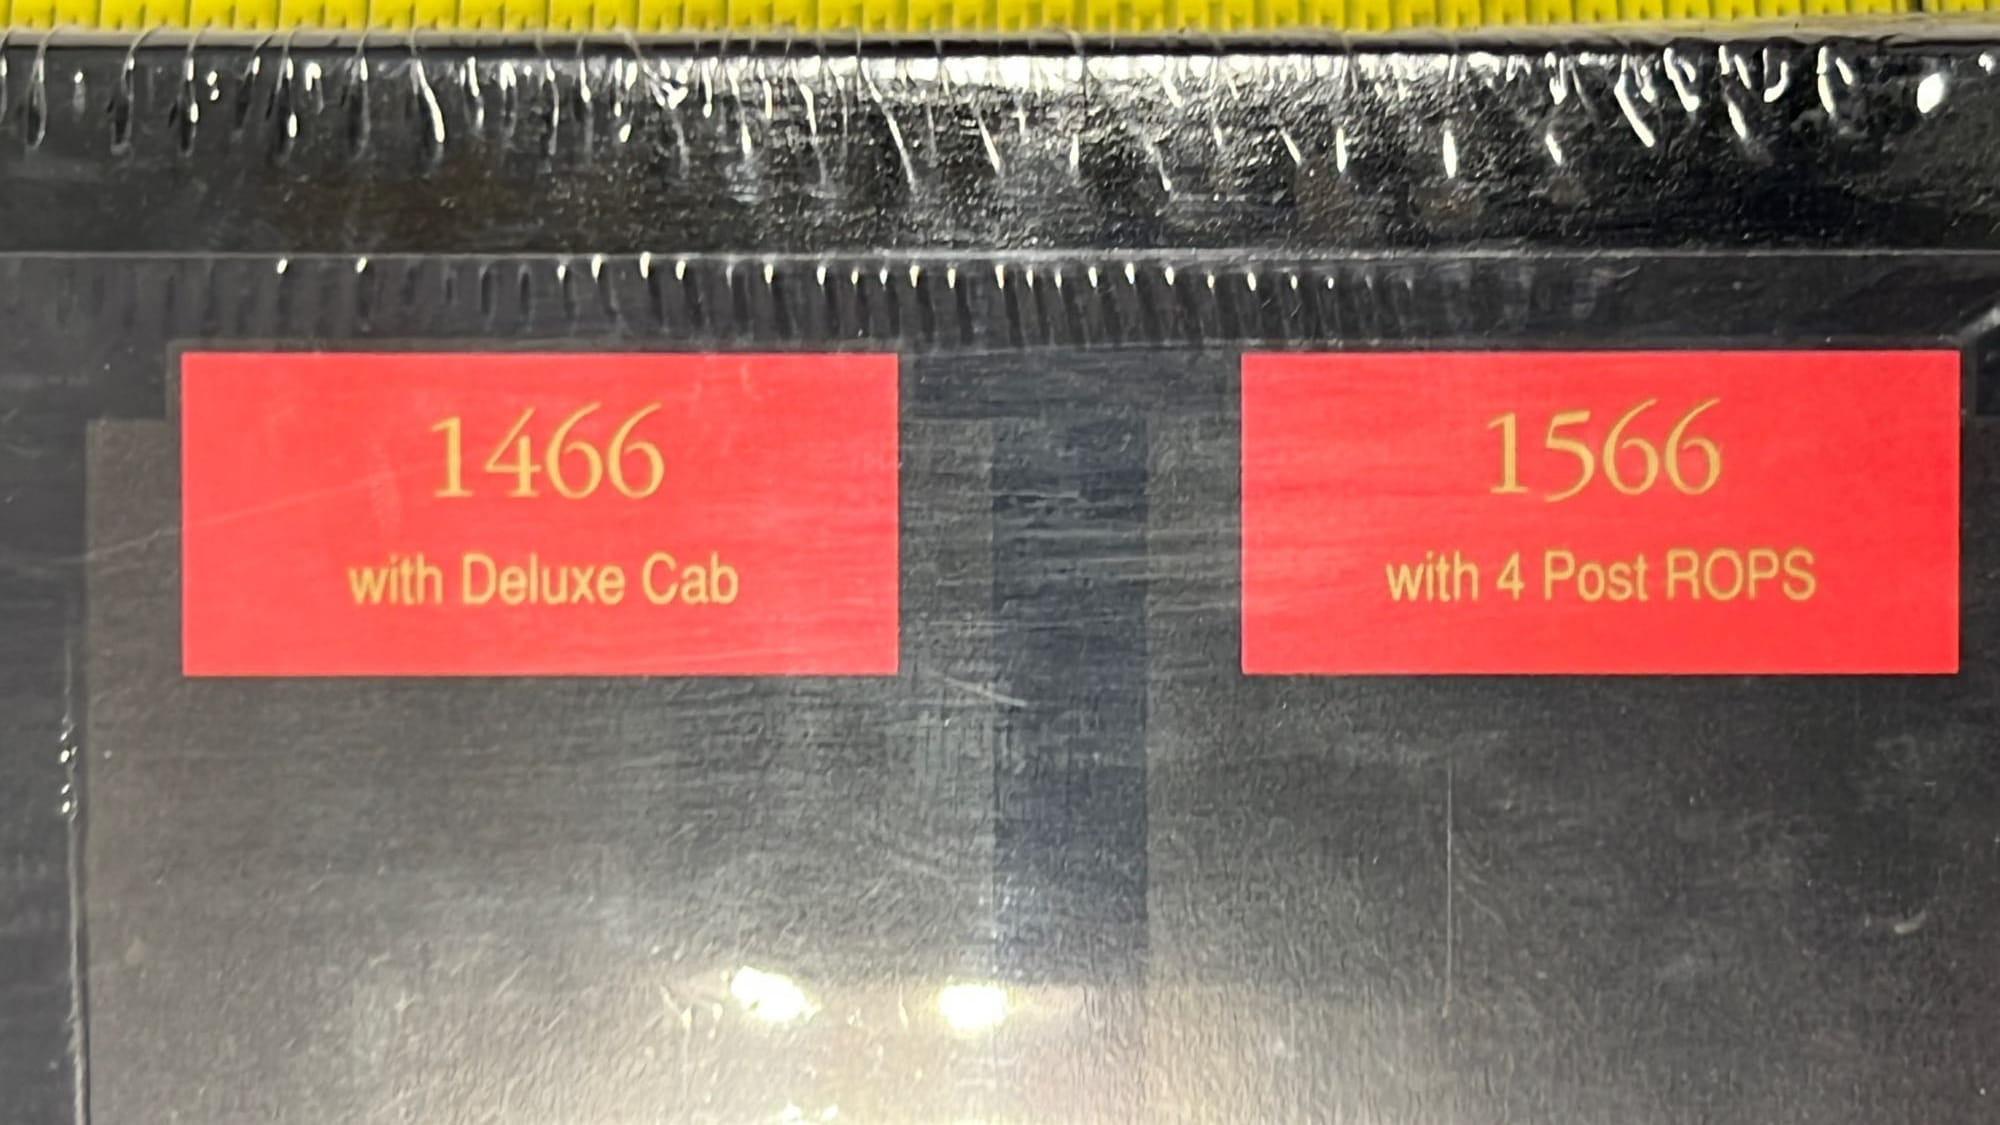 1466
with Deluxe Cab
1566
with 4 Post ROPS